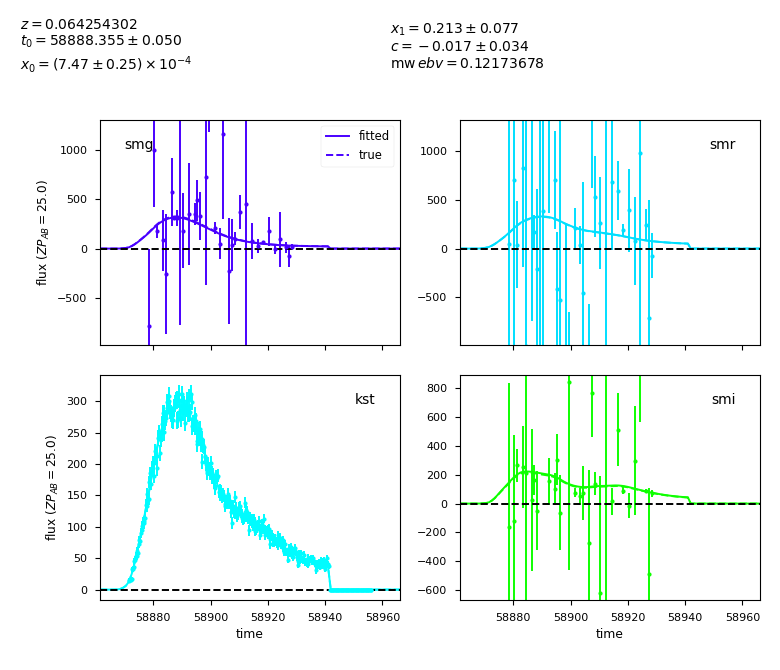 z = 0.064254302
t₀ = 58888.355 ± 0.050
x₀ = (7.47 ± 0.25) × 10⁻⁴
x₁ = 0.213 ± 0.077
c = −0.017 ± 0.034
mw ebv = 0.12173678
smg
fitted
true
1000
500
0
−500
flux (ZP_AB = 25.0)
smr
1000
500
0
−500
kst
300
250
200
150
100
50
0
flux (ZP_AB = 25.0)
58880 58900 58920 58940 58960
time
smi
800
600
400
200
0
−200
−400
−600
58880 58900 58920 58940 58960
time